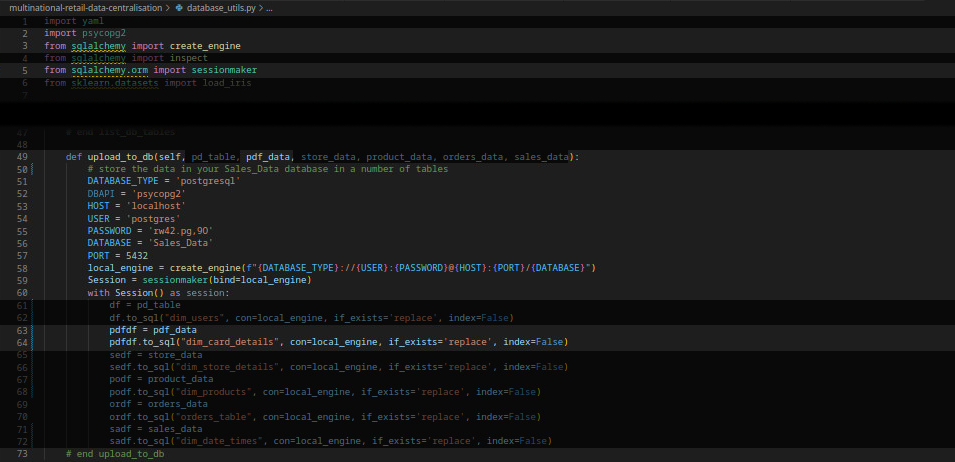 multinational-retail-data-centralisation > database_utils.py > ...
1 import yaml
2 import psycopg2
3 from sqlalchemy import create_engine
4 from sqlalchemy import inspect
5 from sqlalchemy.orm import sessionmaker
6 from sklearn.datasets import load_iris
7
47 # end list_db_tables
48
49 def upload_to_db(self, pd_table, pdf_data, store_data, product_data, orders_data, sales_data):
50 # store the data in your Sales_Data database in a number of tables
51 DATABASE_TYPE = 'postgresql'
52 DBAPI = 'psycopg2'
53 HOST = 'localhost'
54 USER = 'postgres'
55 PASSWORD = 'rw42.pg,90'
56 DATABASE = 'Sales_Data'
57 PORT = 5432
58 local_engine = create_engine(f"{DATABASE_TYPE}://{USER}:{PASSWORD}@{HOST}:{PORT}/{DATABASE}")
59 Session = sessionmaker(bind=local_engine)
60 with Session() as session:
61 df = pd_table
62 df.to_sql("dim_users", con=local_engine, if_exists='replace', index=False)
63 pdfdf = pdf_data
64 pdfdf.to_sql("dim_card_details", con=local_engine, if_exists='replace', index=False)
65 sedf = store_data
66 sedf.to_sql("dim_store_details", con=local_engine, if_exists='replace', index=False)
67 podf = product_data
68 podf.to_sql("dim_products", con=local_engine, if_exists='replace', index=False)
69 ordf = orders_data
70 ordf.to_sql("orders_table", con=local_engine, if_exists='replace', index=False)
71 sadf = sales_data
72 sadf.to_sql("dim_date_times", con=local_engine, if_exists='replace', index=False)
73 # end upload_to_db